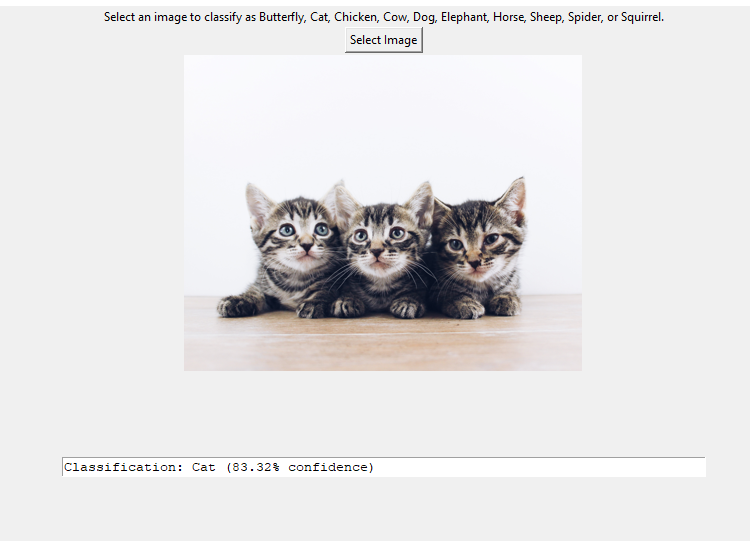 Select an image to classify as Butterfly, Cat, Chicken, Cow, Dog, Elephant, Horse, Sheep, Spider, or Squirrel.
Select Image
Classification: Cat (83.32% confidence)